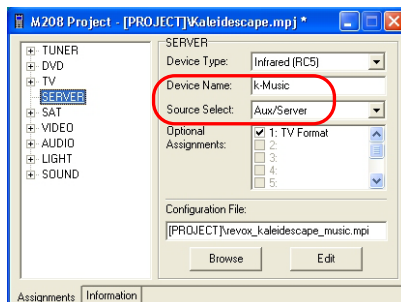 M208 Project - [PROJECT]\Kaleidescape.mpj *
TUNER
DVD
TV
SERVER
SAT
VIDEO
AUDIO
LIGHT
SOUND
SERVER
Device Type: Infrared (RC5)
Device Name: k-Music
Source Select: Aux/Server
Optional Assignments:
1: TV Format
2:
3:
4:
5:
Configuration File:
[PROJECT]\revox_kaleidescape_music.mpi
Browse Edit
Assignments Information